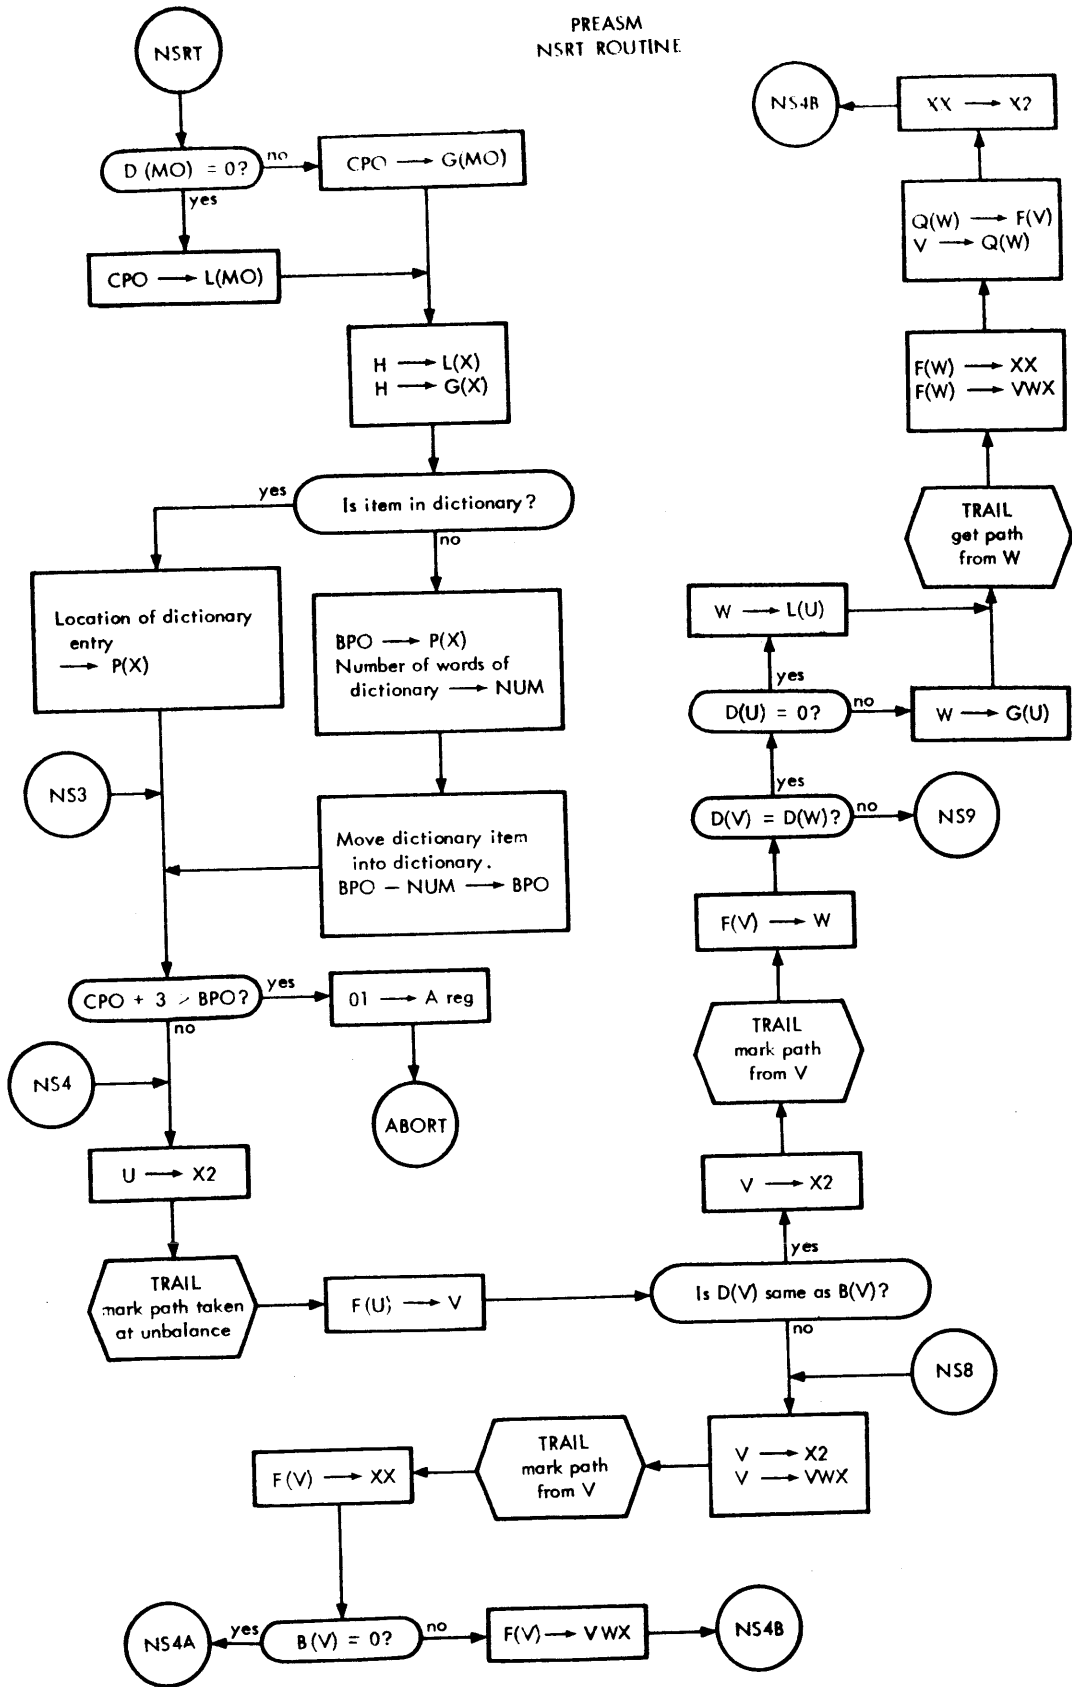 PREASM
NSRT ROUTINE
NSRT
D (MO) = 0?
no
yes
CPO → G(MO)
CPO → L(MO)
H → L(X)
H → G(X)
Is item in dictionary?
yes
no
Location of dictionary
entry
→ P(X)
BPO → P(X)
Number of words of
dictionary → NUM
NS3
Move dictionary item
into dictionary.
BPO – NUM → BPO
CPO + 3 > BPO?
yes
no
01 → A reg
ABORT
NS4
U → X2
TRAIL
mark path taken
at unbalance
F(U) → V
Is D(V) same as B(V)?
yes
no
V → X2
TRAIL
mark path
from V
F(V) → W
D(V) = D(W)?
no
yes
NS9
D(U) = 0?
no
yes
W → L(U)
W → G(U)
TRAIL
get path
from W
F(W) → XX
F(W) → VWX
Q(W) → F(V)
V → Q(W)
XX → X2
NS4B
NS8
V → X2
V → VWX
TRAIL
mark path
from V
F(V) → XX
B(V) = 0?
yes
no
NS4A
F(V) → VWX
NS4B